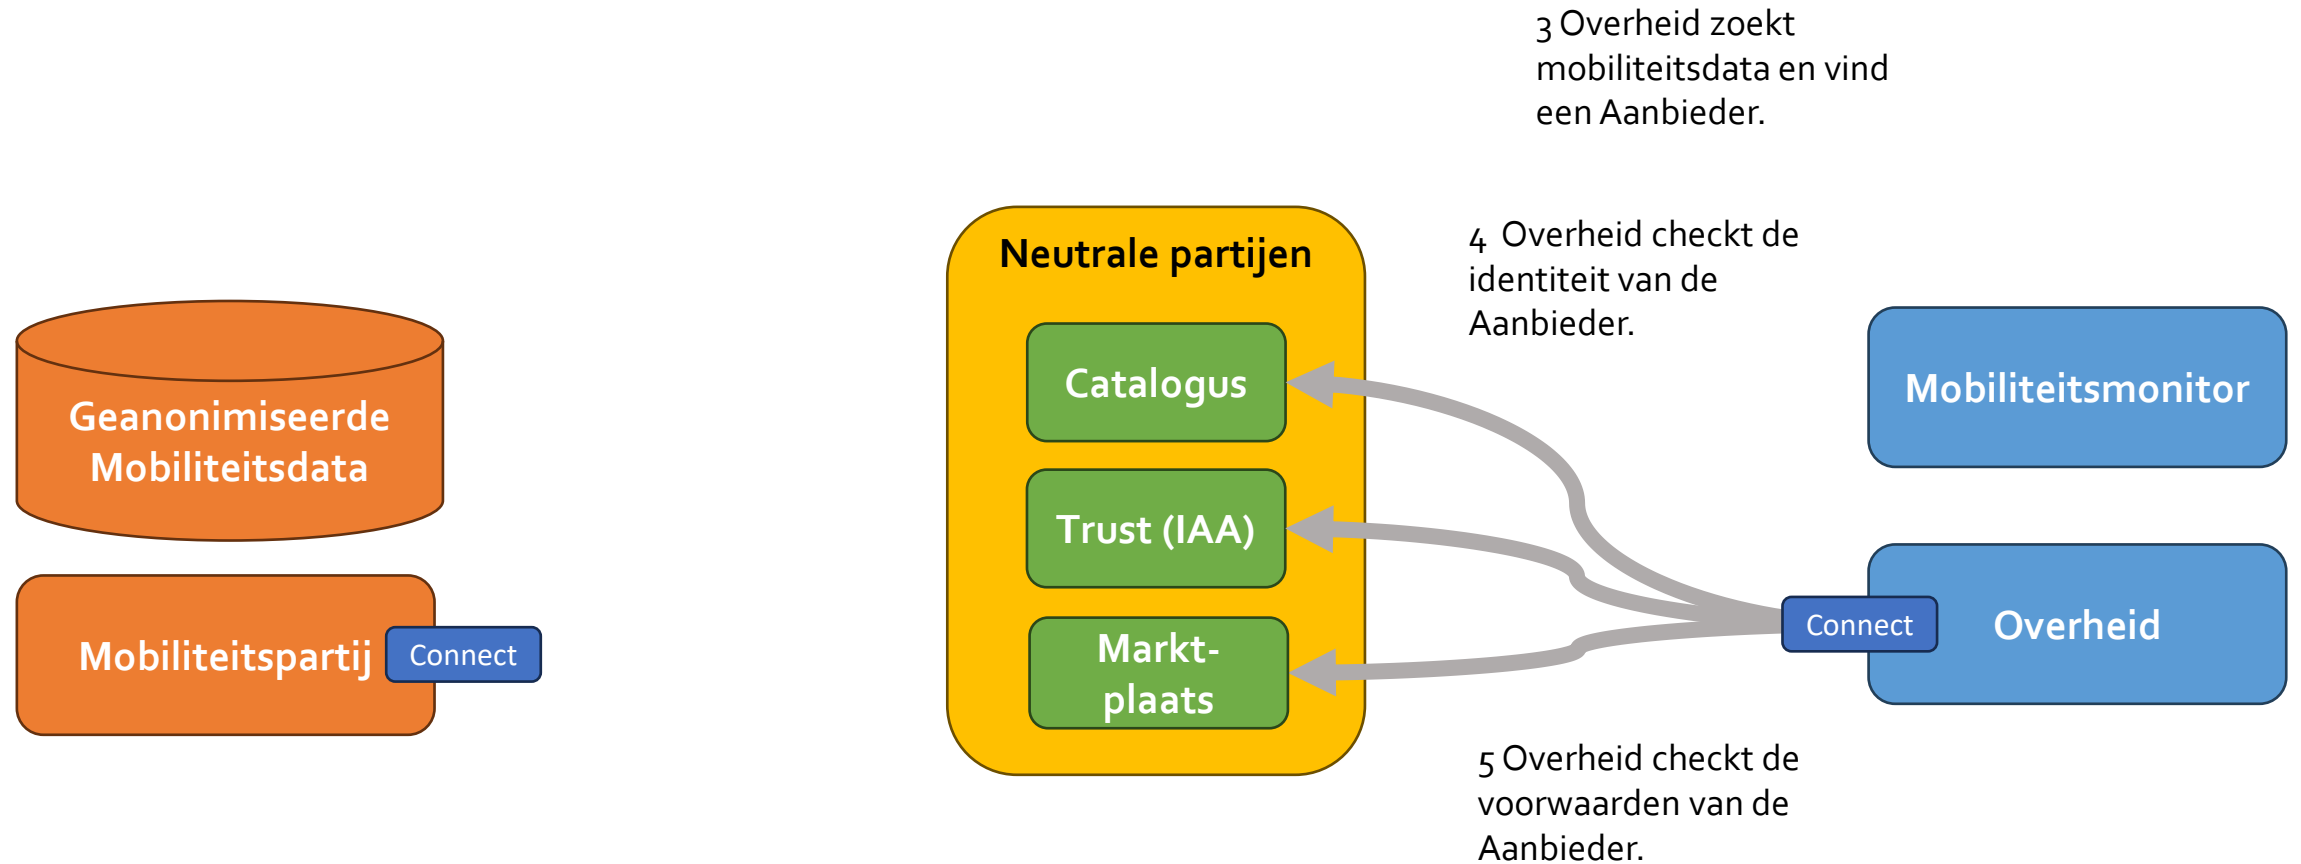 3 Overheid zoekt
mobiliteitsdata en vind
een Aanbieder.
4 Overheid checkt de
identiteit van de
Aanbieder.
Neutrale partijen
Catalogus
Trust (IAA)
Markt-
plaats
Geanonimiseerde
Mobiliteitsdata
Mobiliteitspartij
Connect
Mobiliteitsmonitor
Connect
Overheid
5 Overheid checkt de
voorwaarden van de
Aanbieder.